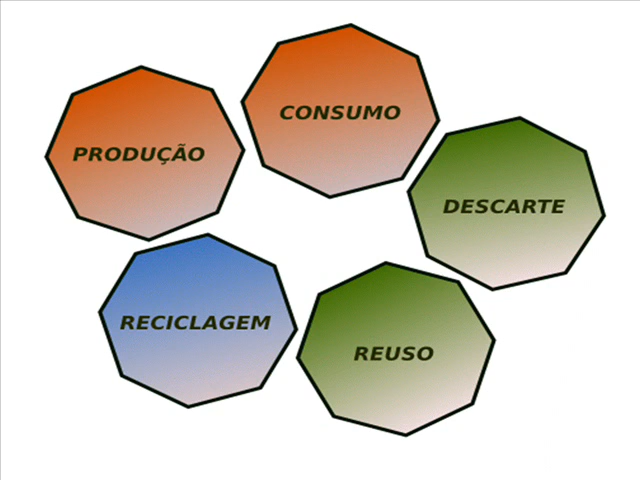 CONSUMO
PRODUÇÃO
DESCARTE
RECICLAGEM
REUSO